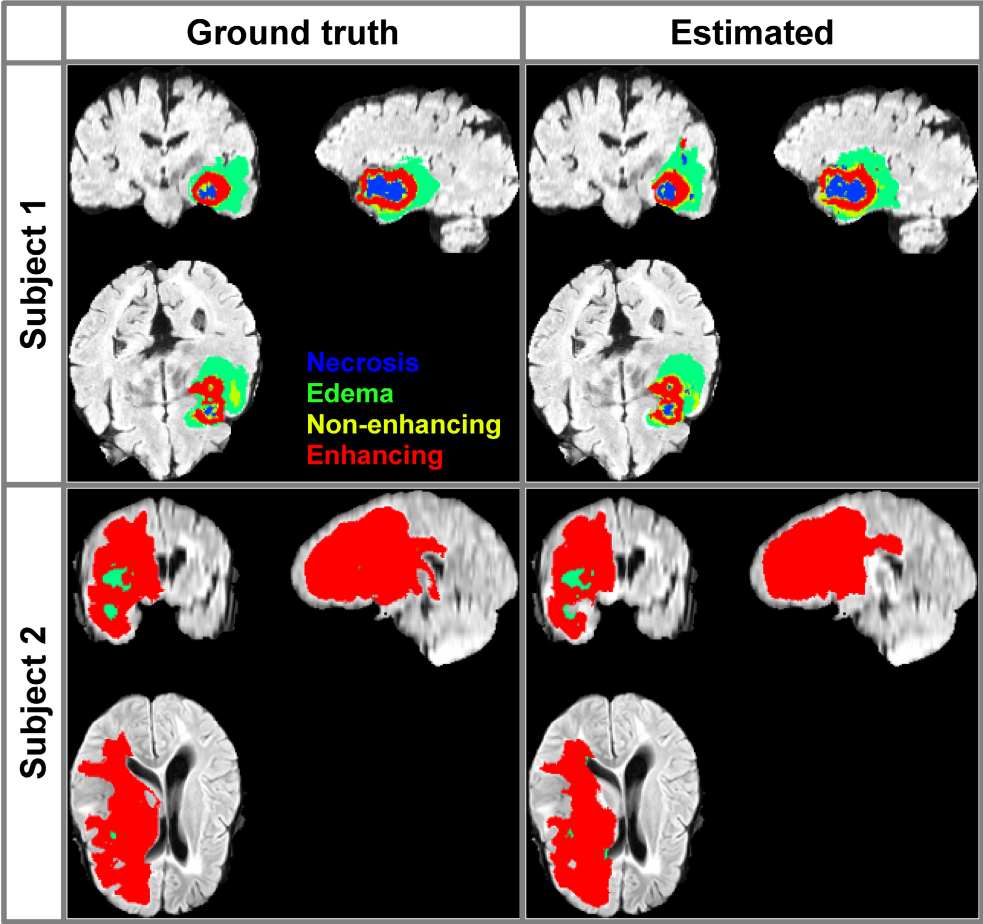 Ground truth
Estimated
Subject 1
Necrosis
Edema
Non-enhancing
Enhancing
Subject 2